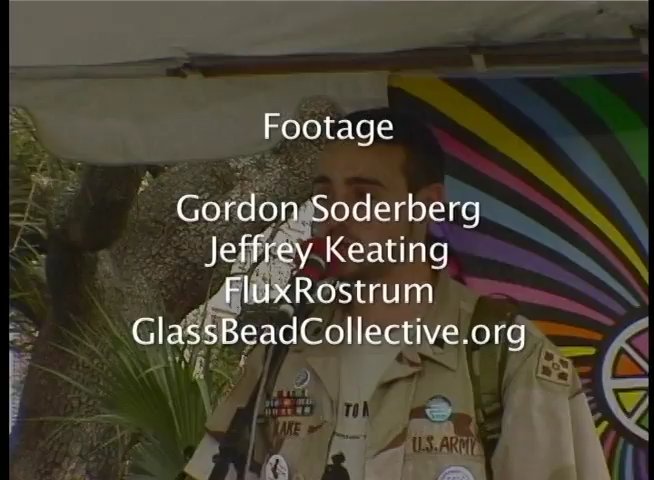 Footage
Gordon Soderberg
Jeffrey Keating
FluxRostrum
GlassBeadCollective.org
U.S. ARMY